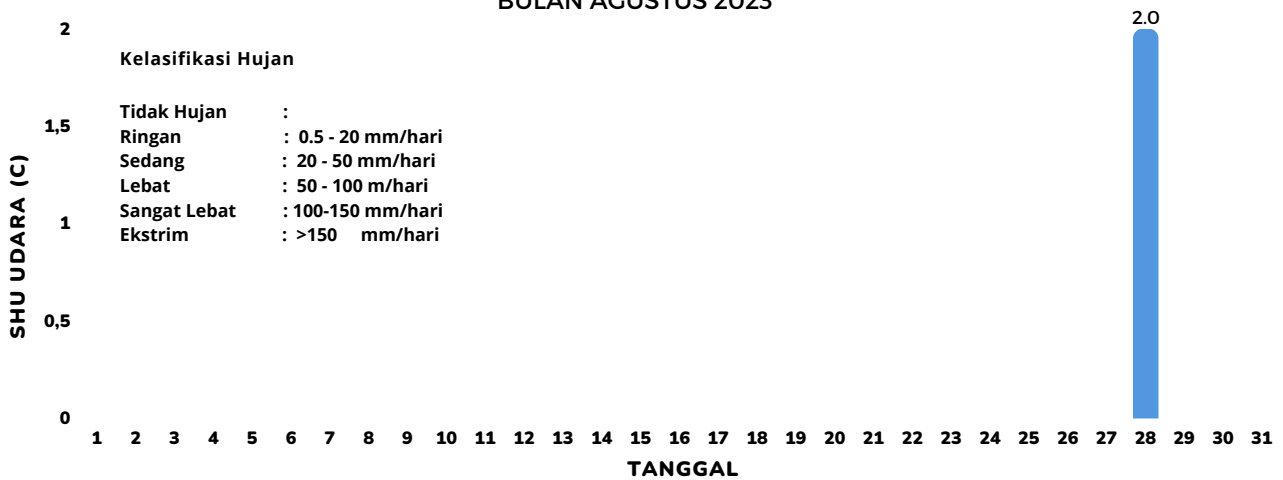 BULAN AGUSTUS 2023
2.0
2
Kelasifikasi Hujan
Tidak Hujan :
1,5
Ringan : 0.5 - 20 mm/hari
Sedang : 20 - 50 mm/hari
Lebat : 50 - 100 m/hari
Sangat Lebat : 100-150 mm/hari
1
Ekstrim : >150 mm/hari
SHU UDARA (C)
0,5
0
1 2 3 4 5 6 7 8 9 10 11 12 13 14 15 16 17 18 19 20 21 22 23 24 25 26 27 28 29 30 31
TANGGAL